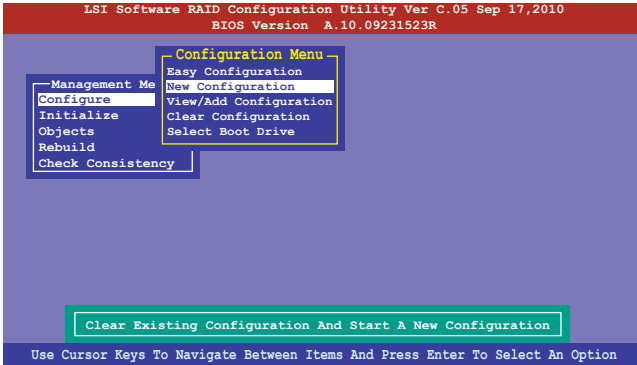 LSI Software RAID Configuration Utility Ver C.05 Sep 17,2010
BIOS Version A.10.09231523R
Configuration Menu
Easy Configuration
New Configuration
View/Add Configuration
Clear Configuration
Select Boot Drive
Management Me
Configure
Initialize
Objects
Rebuild
Check Consistency
Clear Existing Configuration And Start A New Configuration
Use Cursor Keys To Navigate Between Items And Press Enter To Select An Option